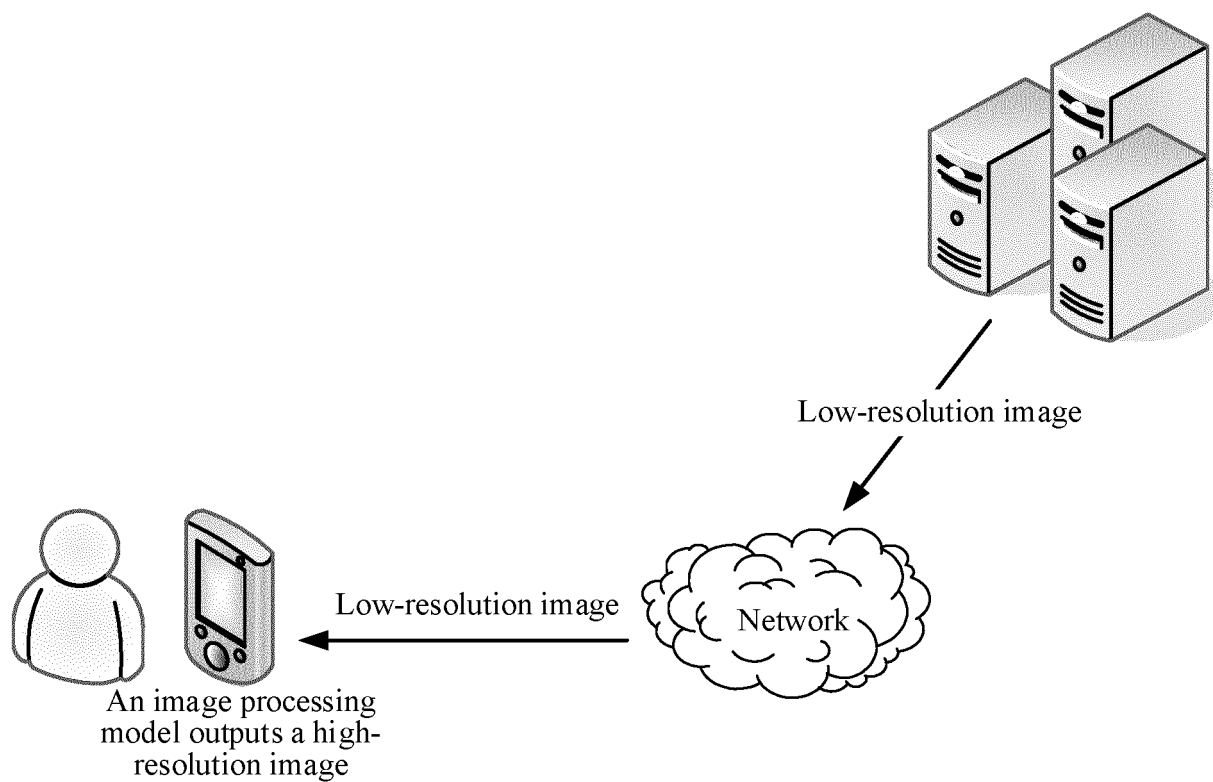 Low-resolution image
Network
Low-resolution image
An image processing
model outputs a high-
resolution image